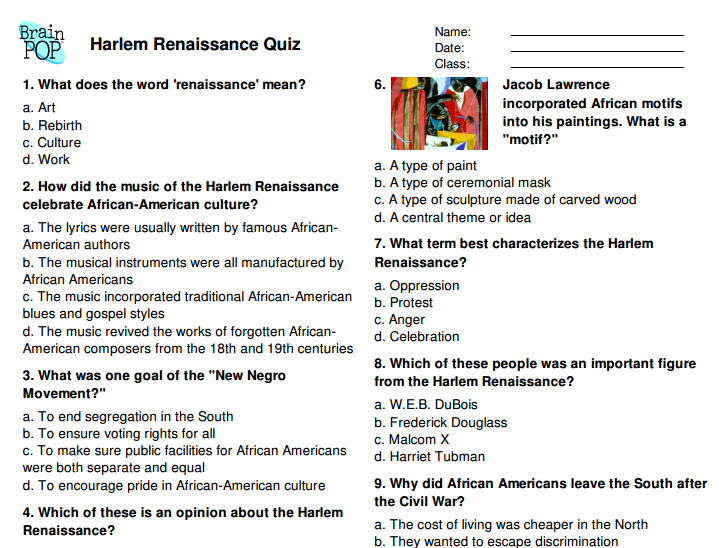 Brain
POP
Harlem Renaissance Quiz
Name:
Date:
Class:
1. What does the word 'renaissance' mean?
a. Art
b. Rebirth
c. Culture
d. Work
2. How did the music of the Harlem Renaissance
celebrate African-American culture?
a. The lyrics were usually written by famous African-
American authors
b. The musical instruments were all manufactured by
African Americans
c. The music incorporated traditional African-American
blues and gospel styles
d. The music revived the works of forgotten African-
American composers from the 18th and 19th centuries
3. What was one goal of the "New Negro
Movement?"
a. To end segregation in the South
b. To ensure voting rights for all
c. To make sure public facilities for African Americans
were both separate and equal
d. To encourage pride in African-American culture
4. Which of these is an opinion about the Harlem
Renaissance?
6.
Jacob Lawrence
incorporated African motifs
into his paintings. What is a
"motif?"
a. A type of paint
b. A type of ceremonial mask
c. A type of sculpture made of carved wood
d. A central theme or idea
7. What term best characterizes the Harlem
Renaissance?
a. Oppression
b. Protest
c. Anger
d. Celebration
8. Which of these people was an important figure
from the Harlem Renaissance?
a. W.E.B. DuBois
b. Frederick Douglass
c. Malcom X
d. Harriet Tubman
9. Why did African Americans leave the South after
the Civil War?
a. The cost of living was cheaper in the North
b. They wanted to escape discrimination